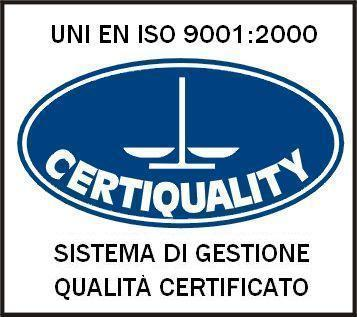 UNI EN ISO 9001:2000
CERTIQUALITY
SISTEMA DI GESTIONE
QUALITÀ CERTIFICATO